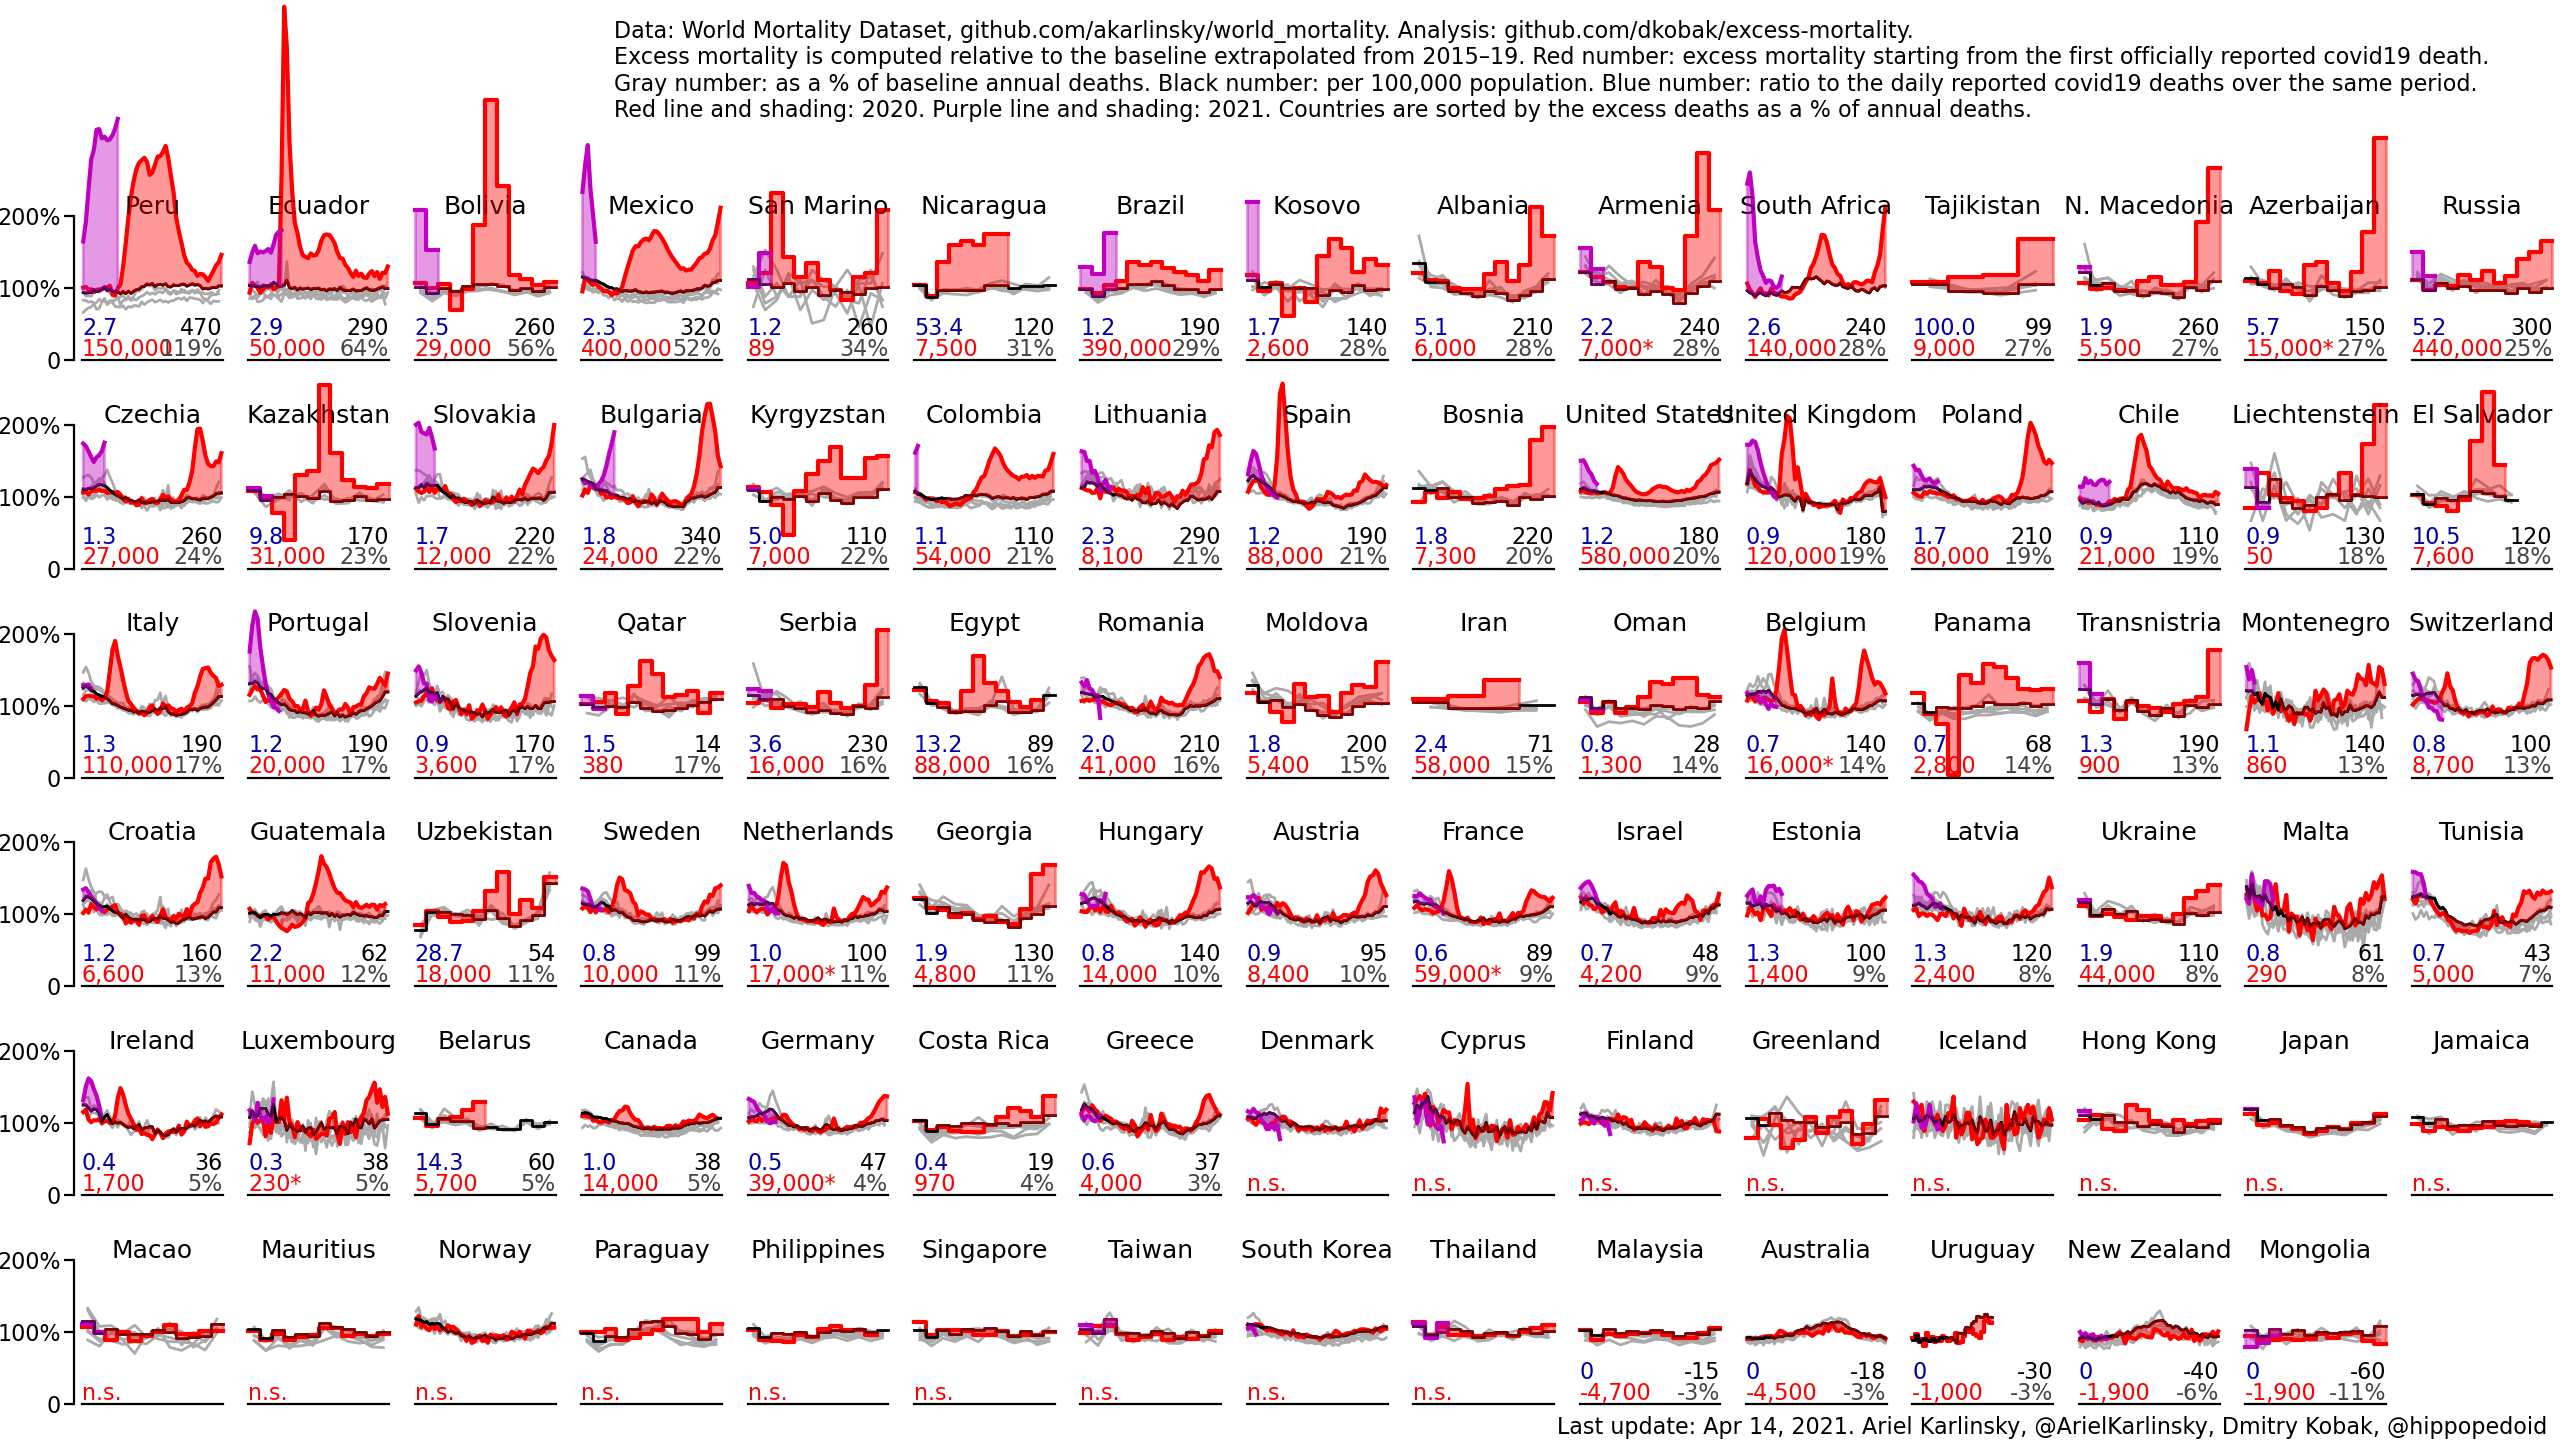 Data: World Mortality Dataset, github.com/akarlinsky/world_mortality. Analysis: github.com/dkobak/excess-mortality.
Excess mortality is computed relative to the baseline extrapolated from 2015–19. Red number: excess mortality starting from the first officially reported covid19 death.
Gray number: as a % of baseline annual deaths. Black number: per 100,000 population. Blue number: ratio to the daily reported covid19 deaths over the same period.
Red line and shading: 2020. Purple line and shading: 2021. Countries are sorted by the excess deaths as a % of annual deaths.
Peru Ecuador Bolivia Mexico San Marino Nicaragua Brazil Kosovo Albania Armenia South Africa Tajikistan N. Macedonia Azerbaijan Russia
200%
100%
2.7 470 2.9 290 2.5 260 2.3 320 1.2 260 53.4 120 1.2 190 1.7 140 5.1 210 2.2 240 2.6 240 100.0 99 1.9 260 5.7 150 5.2 300
0 150,000 119% 50,000 64% 29,000 56% 400,000 52% 89 34% 7,500 31% 390,000 29% 2,600 28% 6,000 28% 7,000* 28% 140,000 28% 9,000 27% 5,500 27% 15,000* 27% 440,000 25%
Czechia Kazakhstan Slovakia Bulgaria Kyrgyzstan Colombia Lithuania Spain Bosnia United States United Kingdom Poland Chile Liechtenstein El Salvador
200%
100%
1.3 260 9.8 170 1.7 220 1.8 340 5.0 110 1.1 110 2.3 290 1.2 190 1.8 220 1.2 180 0.9 180 1.7 210 0.9 110 0.9 130 10.5 120
0 27,000 24% 31,000 23% 12,000 22% 24,000 22% 7,000 22% 54,000 21% 8,100 21% 88,000 21% 7,300 20% 580,000 20% 120,000 19% 80,000 19% 21,000 19% 50 18% 7,600 18%
Italy Portugal Slovenia Qatar Serbia Egypt Romania Moldova Iran Oman Belgium Panama Transnistria Montenegro Switzerland
200%
100%
1.3 190 1.2 190 0.9 170 1.5 14 3.6 230 13.2 89 2.0 210 1.8 200 2.4 71 0.8 28 0.7 140 0.7 68 1.3 190 1.1 140 0.8 100
0 110,000 17% 20,000 17% 3,600 17% 380 17% 16,000 16% 88,000 16% 41,000 16% 5,400 15% 58,000 15% 1,300 14% 16,000* 14% 2,800 14% 900 13% 860 13% 8,700 13%
Croatia Guatemala Uzbekistan Sweden Netherlands Georgia Hungary Austria France Israel Estonia Latvia Ukraine Malta Tunisia
200%
100%
1.2 160 2.2 62 28.7 54 0.8 99 1.0 100 1.9 130 0.8 140 0.9 95 0.6 89 0.7 48 1.3 100 1.3 120 1.9 110 0.8 61 0.7 43
0 6,600 13% 11,000 12% 18,000 11% 10,000 11% 17,000* 11% 4,800 11% 14,000 10% 8,400 10% 59,000* 9% 4,200 9% 1,400 9% 2,400 8% 44,000 8% 290 8% 5,000 7%
Ireland Luxembourg Belarus Canada Germany Costa Rica Greece Denmark Cyprus Finland Greenland Iceland Hong Kong Japan Jamaica
200%
100%
0.4 36 0.3 38 14.3 60 1.0 38 0.5 47 0.4 19 0.6 37
0 1,700 5% 230* 5% 5,700 5% 14,000 5% 39,000* 4% 970 4% 4,000 3% n.s. n.s. n.s. n.s. n.s. n.s. n.s. n.s.
Macao Mauritius Norway Paraguay Philippines Singapore Taiwan South Korea Thailand Malaysia Australia Uruguay New Zealand Mongolia
200%
100%
0 -15 0 -18 0 -30 0 -40 0 -60
0 n.s. n.s. n.s. n.s. n.s. n.s. n.s. n.s. n.s. -4,700 -3% -4,500 -3% -1,000 -3% -1,900 -6% -1,900 -11%
Last update: Apr 14, 2021. Ariel Karlinsky, @ArielKarlinsky, Dmitry Kobak, @hippopedoid